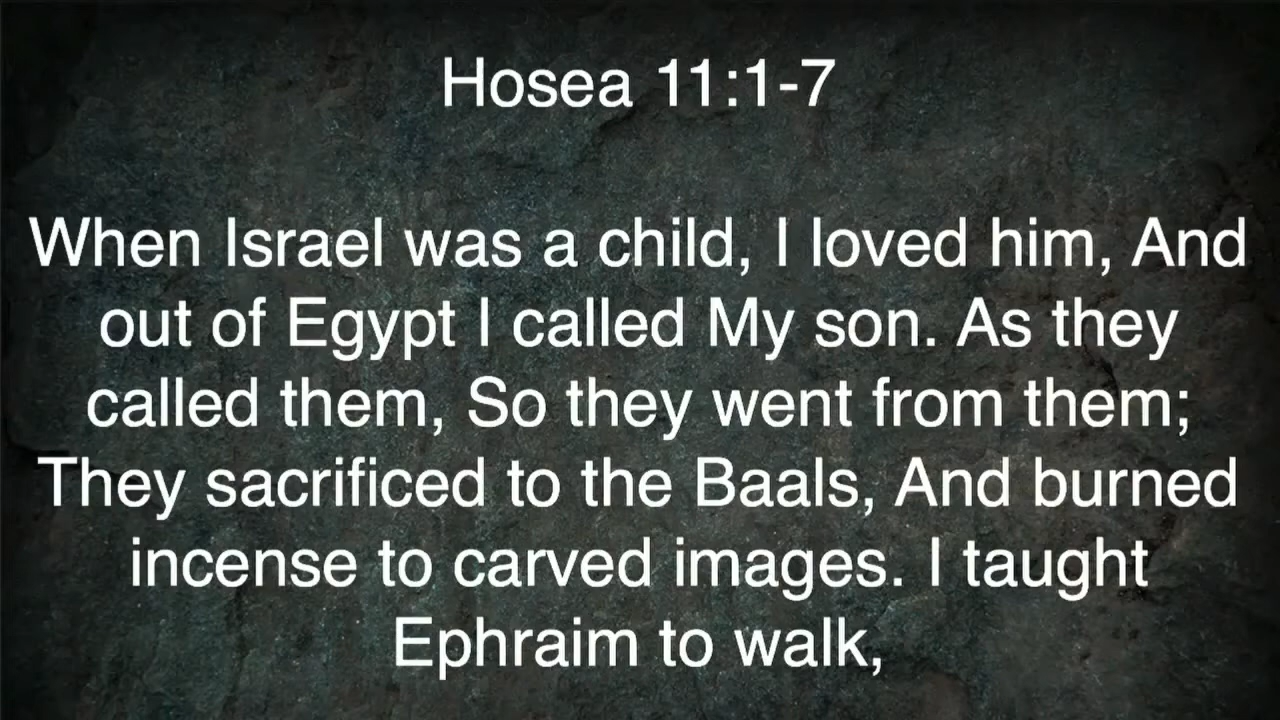 Hosea 11:1-7
When Israel was a child, I loved him, And
out of Egypt I called My son. As they
called them, So they went from them;
They sacrificed to the Baals, And burned
incense to carved images. I taught
Ephraim to walk,